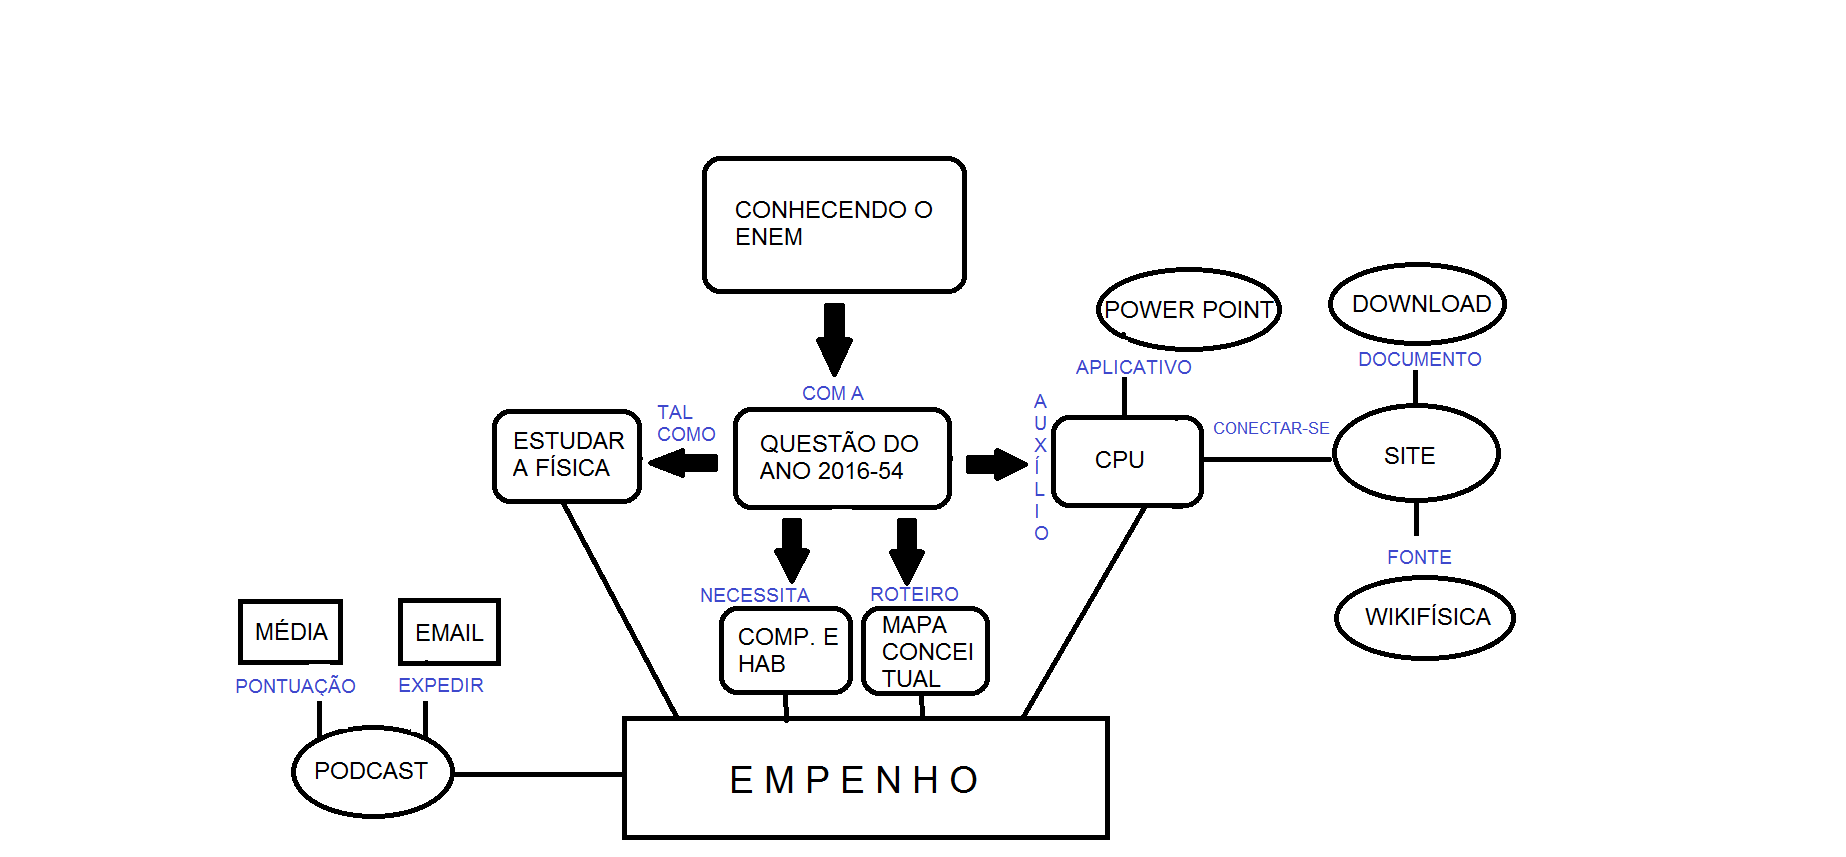 CONHECENDO O
ENEM
COM A
POWER POINT
APLICATIVO
DOWNLOAD
DOCUMENTO
ESTUDAR
A FÍSICA
TAL
COMO
QUESTÃO DO
ANO 2016-54
AUXÍLIO
CPU
CONECTAR-SE
SITE
FONTE
WIKIFÍSICA
NECESSITA
COMP. E
HAB
ROTEIRO
MAPA
CONCEI
TUAL
MÉDIA
PONTUAÇÃO
EMAIL
EXPEDIR
PODCAST
E M P E N H O